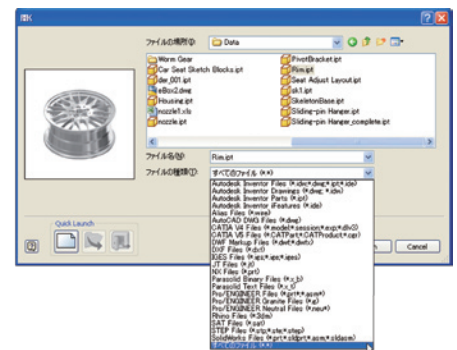 開く
ファイルの場所(I):
Data
Worm Gear
Car Seat Sketch Blocks.ipt
der_001.ipt
eBox2.dwg
Housing.ipt
nozzle1.xls
nozzle.ipt
PivotBracket.ipt
Rim.ipt
Seat Adjust Layout.ipt
sk1.ipt
SkeletonBase.ipt
Sliding-pin Hanger.ipt
Sliding-pin Hanger_complete.ipt
ファイル名(N):
Rim.ipt
ファイルの種類(T):
すべてのファイル (*.*)
Autodesk Inventor Files (*.idw;*.dwg;*.ipt;*.ide)
Autodesk Inventor Drawings (*.dwg; *.idw)
Autodesk Inventor Parts (*.ipt)
Autodesk Inventor iFeatures (*.ide)
Alias Files (*.wire)
AutoCAD DWG Files (*.dwg)
CATIA V4 Files (*.model;*.session;*.exp;*.dlv3)
CATIA V5 Files (*.CATPart;*.CATProduct;*.cgr)
DWF Markup Files (*.dwf;*.dwfx)
DXF Files (*.dxf)
IGES Files (*.igs;*.ige;*.iges)
JT Files (*.jt)
NX Files (*.prt)
Parasolid Binary Files (*.x_b)
Parasolid Text Files (*.x_t)
Pro/ENGINEER Files (*.prt*;*.asm*)
Pro/ENGINEER Granite Files (*.g)
Pro/ENGINEER Neutral Files (*.neu*)
Rhino Files (*.3dm)
SAT Files (*.sat)
STEP Files (*.stp;*.ste;*.step)
SolidWorks Files (*.prt;*.sldprt;*.asm;*.sldasm)
すべてのファイル (*.*)
Quick Launch
Cancel